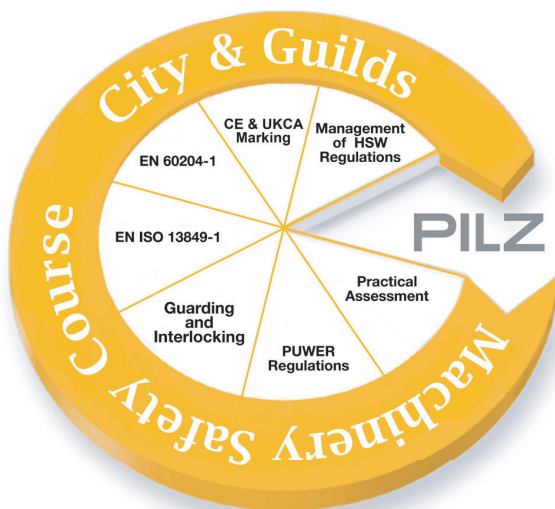 City & Guilds
Machinery Safety Course
PILZ
CE & UKCA
Marking
Management
of HSW
Regulations
EN 60204-1
EN ISO 13849-1
Guarding
and
Interlocking
PUWER
Regulations
Practical
Assessment